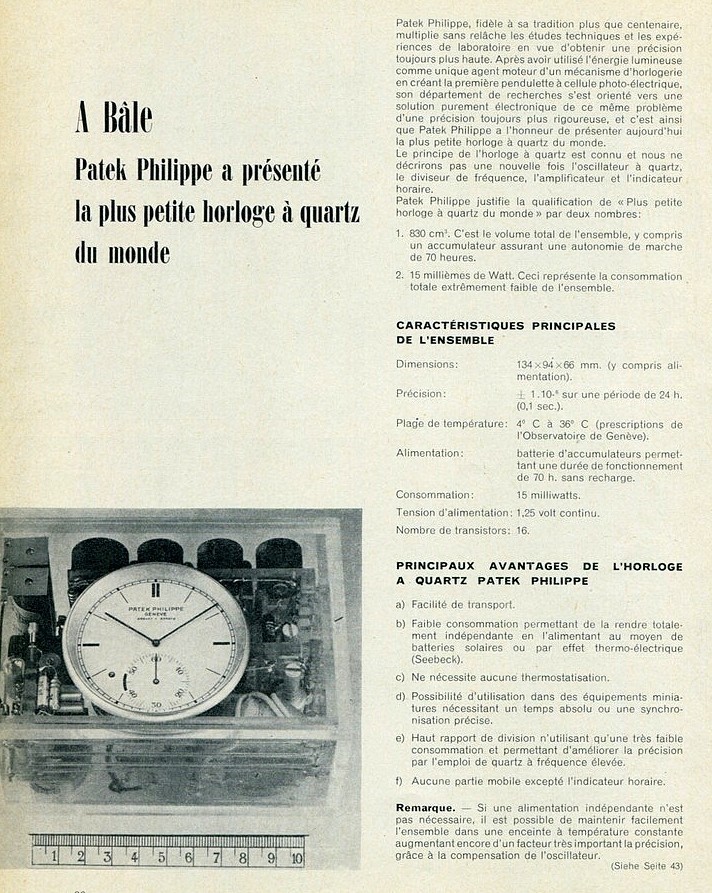 A Bâle
Patek Philippe a présenté
la plus petite horloge à quartz
du monde
Patek Philippe, fidèle à sa tradition plus que centenaire,
multiplie sans relâche les études techniques et les expé-
riences de laboratoire en vue d'obtenir une précision
toujours plus haute. Après avoir utilisé l'énergie lumineuse
comme unique agent moteur d'un mécanisme d'horlogerie
en créant la première pendulette à cellule photo-électrique,
son département de recherches s'est orienté vers une
solution purement électronique de ce même problème
d'une précision toujours plus rigoureuse, et c'est ainsi
que Patek Philippe a l'honneur de présenter aujourd'hui
la plus petite horloge à quartz du monde.
Le principe de l'horloge à quartz est connu et nous ne
décrirons pas une nouvelle fois l'oscillateur à quartz,
le diviseur de fréquence, l'amplificateur et l'indicateur
horaire.
Patek Philippe justifie la qualification de « Plus petite
horloge à quartz du monde » par deux nombres:
1. 830 cm³. C'est le volume total de l'ensemble, y compris
un accumulateur assurant une autonomie de marche
de 70 heures.
2. 15 millièmes de Watt. Ceci représente la consommation
totale extrêmement faible de l'ensemble.
CARACTÉRISTIQUES PRINCIPALES
DE L'ENSEMBLE
Dimensions: 134×94×66 mm. (y compris ali-
mentation).
Précision: ± 1.10-⁶ sur une période de 24 h.
(0,1 sec.).
Plage de température: 4° C à 36° C (prescriptions de
l'Observatoire de Genève).
Alimentation: batterie d'accumulateurs permet-
tant une durée de fonctionnement
de 70 h. sans recharge.
Consommation: 15 milliwatts.
Tension d'alimentation: 1,25 volt continu.
Nombre de transistors: 16.
PRINCIPAUX AVANTAGES DE L'HORLOGE
A QUARTZ PATEK PHILIPPE
a) Facilité de transport.
b) Faible consommation permettant de la rendre totale-
ment indépendante en l'alimentant au moyen de
batteries solaires ou par effet thermo-électrique
(Seebeck).
c) Ne nécessite aucune thermostatisation.
d) Possibilité d'utilisation dans des équipements minia-
tures nécessitant un temps absolu ou une synchro-
nisation précise.
e) Haut rapport de division n'utilisant qu'une très faible
consommation et permettant d'améliorer la précision
par l'emploi de quartz à fréquence élevée.
f) Aucune partie mobile excepté l'indicateur horaire.
Remarque. — Si une alimentation indépendante n'est
pas nécessaire, il est possible de maintenir facilement
l'ensemble dans une enceinte à température constante
augmentant encore d'un facteur très important la précision,
grâce à la compensation de l'oscillateur.
(Siehe Seite 43)
PATEK PHILIPPE
GENÈVE
60
30
1 2 3 4 5 6 7 8 9 10